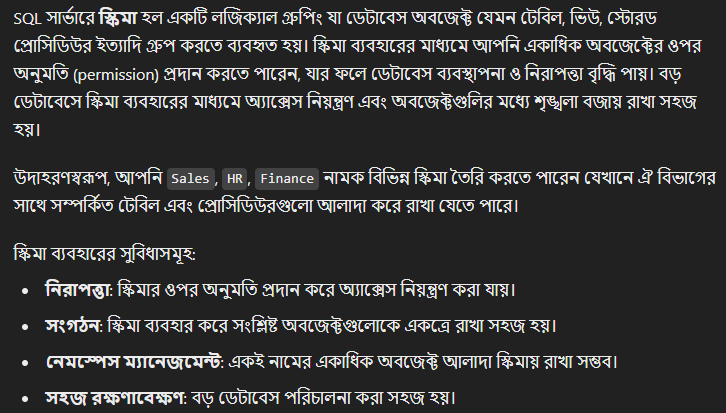 SQL সার্ভারে স্কিমা হল একটি লজিক্যাল গ্রুপিং যা ডেটাবেস অবজেক্ট যেমন টেবিল, ভিউ, স্টোরড
প্রোসিডিউর ইত্যাদি গ্রুপ করতে ব্যবহৃত হয়। স্কিমা ব্যবহারের মাধ্যমে আপনি একাধিক অবজেক্টের ওপর
অনুমতি (permission) প্রদান করতে পারেন, যার ফলে ডেটাবেস ব্যবস্থাপনা ও নিরাপত্তা বৃদ্ধি পায়। বড়
ডেটাবেসে স্কিমা ব্যবহারের মাধ্যমে অ্যাক্সেস নিয়ন্ত্রণ এবং অবজেক্টগুলির মধ্যে শৃঙ্খলা বজায় রাখা সহজ
হয়।
উদাহরণস্বরূপ, আপনি Sales, HR, Finance নামক বিভিন্ন স্কিমা তৈরি করতে পারেন যেখানে ঐ বিভাগের
সাথে সম্পর্কিত টেবিল এবং প্রোসিডিউরগুলো আলাদা করে রাখা যেতে পারে।
স্কিমা ব্যবহারের সুবিধাসমূহ:
• নিরাপত্তা: স্কিমার ওপর অনুমতি প্রদান করে অ্যাক্সেস নিয়ন্ত্রণ করা যায়।
• সংগঠন: স্কিমা ব্যবহার করে সংশ্লিষ্ট অবজেক্টগুলোকে একত্রে রাখা সহজ হয়।
• নেমস্পেস ম্যানেজমেন্ট: একই নামের একাধিক অবজেক্ট আলাদা স্কিমায় রাখা সম্ভব।
• সহজ রক্ষণাবেক্ষণ: বড় ডেটাবেস পরিচালনা করা সহজ হয়।